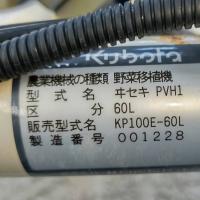 Kubota
農業機械の種類 野菜移植機
型式名 ヰセキ PVH1
区分 60L
販売型式名 KP100E-60L
製造番号 001228